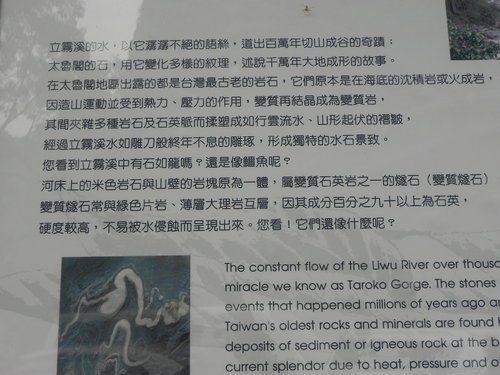 立霧溪的水，以它潺潺不絕的語絲，道出百萬年切山成谷的奇蹟；
太魯閣的石，用它變化多樣的紋理，述說千萬年大地成形的故事。
在太魯閣地區出露的都是台灣最古老的岩石，它們原本是在海底的沈積岩或火成岩，
因造山運動並受到熱力、壓力的作用，變質再結晶成為變質岩，
其間夾雜多種岩石及石英脈而揉塑成如行雲流水、山形起伏的褶皺，
經過立霧溪水如雕刀般終年不息的雕琢，形成獨特的水石景致。
您看到立霧溪中有石如龍嗎？還是像鱷魚呢？
河床上的米色岩石與山壁的岩塊原為一體，屬變質石英岩之一的燧石（變質燧石）
變質燧石常與綠色片岩、薄層大理岩互層，因其成分百分之九十以上為石英，
硬度較高，不易被水侵蝕而呈現出來。您看！它們還像什麼呢？
The constant flow of the Liwu River over
miracle we know as Taroko Gorge. The stones
events that happened millions of years ago
Taiwan's oldest rocks and minerals are found
deposits of sediment or igneous rock at the
current splendor due to heat, pressure and